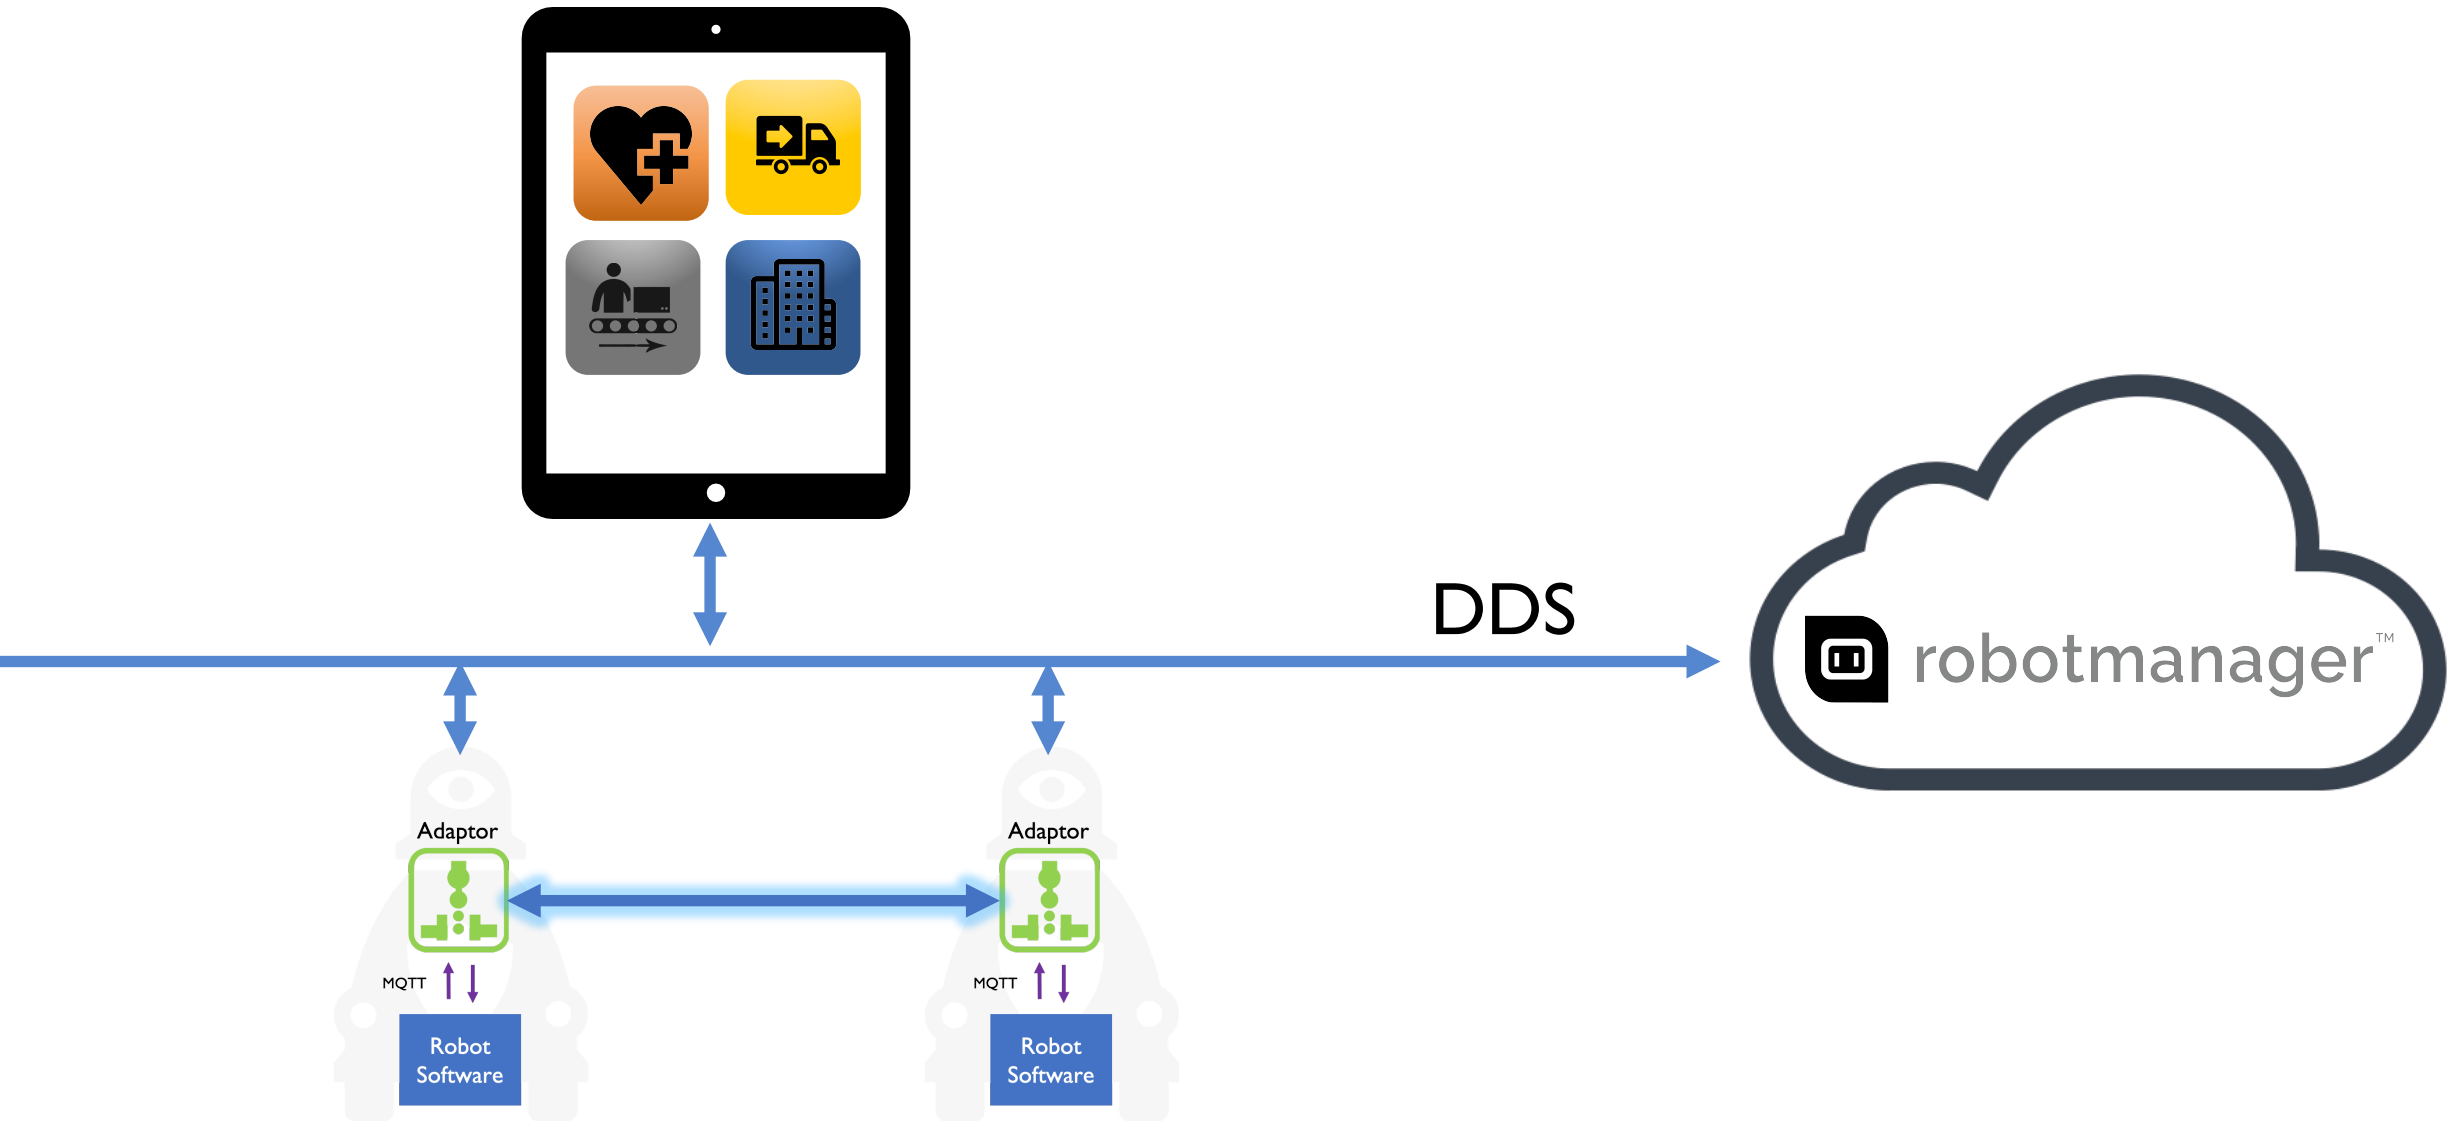 DDS
robotmanager™
Adaptor
Adaptor
MQTT
MQTT
Robot
Software
Robot
Software